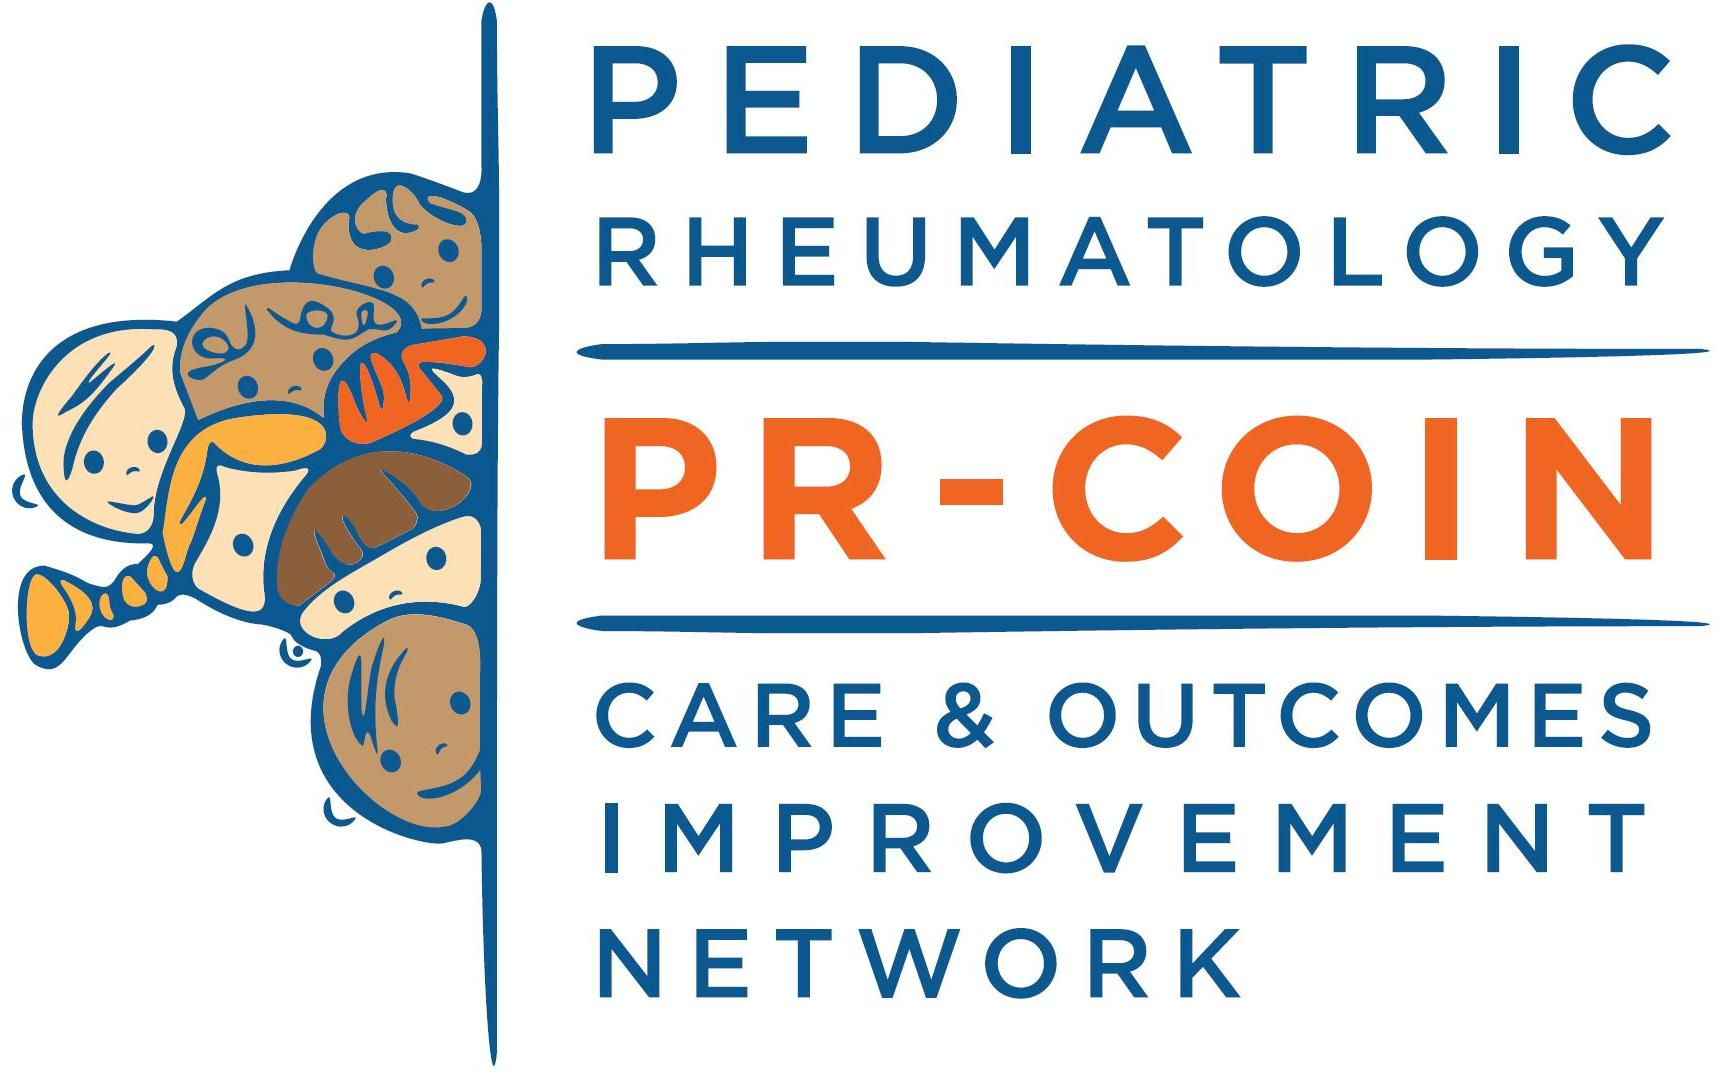 PEDIATRIC
RHEUMATOLOGY
PR-COIN
CARE & OUTCOMES
IMPROVEMENT
NETWORK